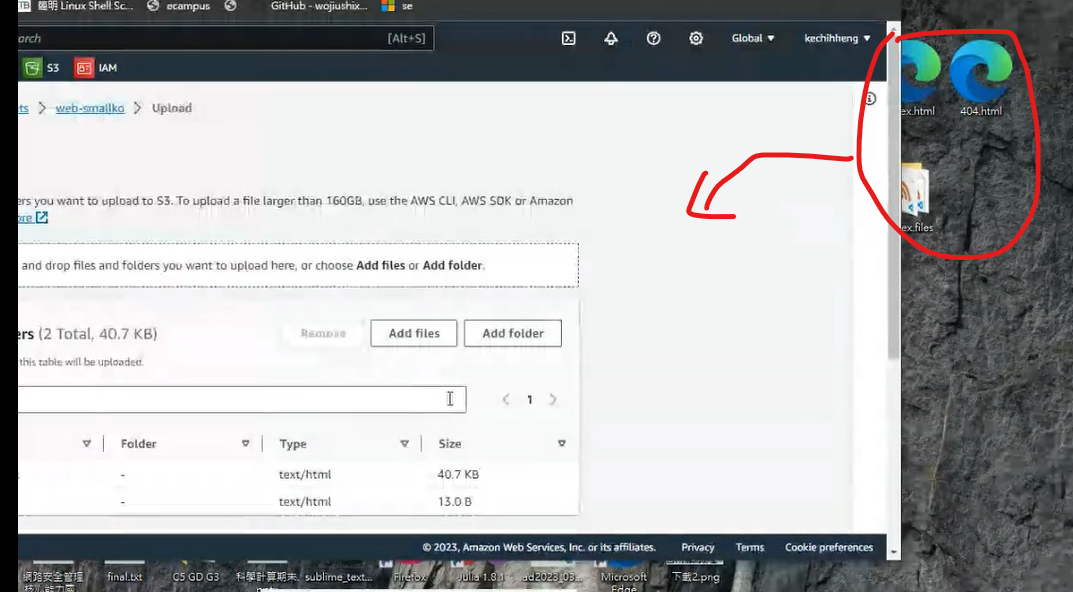 臨明 Linux Shell Sc...
ecampus
GitHub - wojiushix...
se
arch
[Alt+S]
Global
kechihheng
S3
IAM
ts
web-smallko
Upload
ex.html
404.html
ers you want to upload to S3. To upload a file larger than 160GB, use the AWS CLI, AWS SDK or Amazon
ore
ex.files
and drop files and folders you want to upload here, or choose Add files or Add folder.
ers (2 Total, 40.7 KB)
Remove
Add files
Add folder
this table will be uploaded.
1
Folder
Type
Size
-
text/html
40.7 KB
-
text/html
13.0 B
© 2023, Amazon Web Services, Inc. or its affiliates.
Privacy
Terms
Cookie preferences
網路安全管理
final.txt
C5 GD G3
科學計算期末
sublime_text...
Firefox
Julia 1.8.1
ad2023_03...
Microsoft
Edge
下載2.png